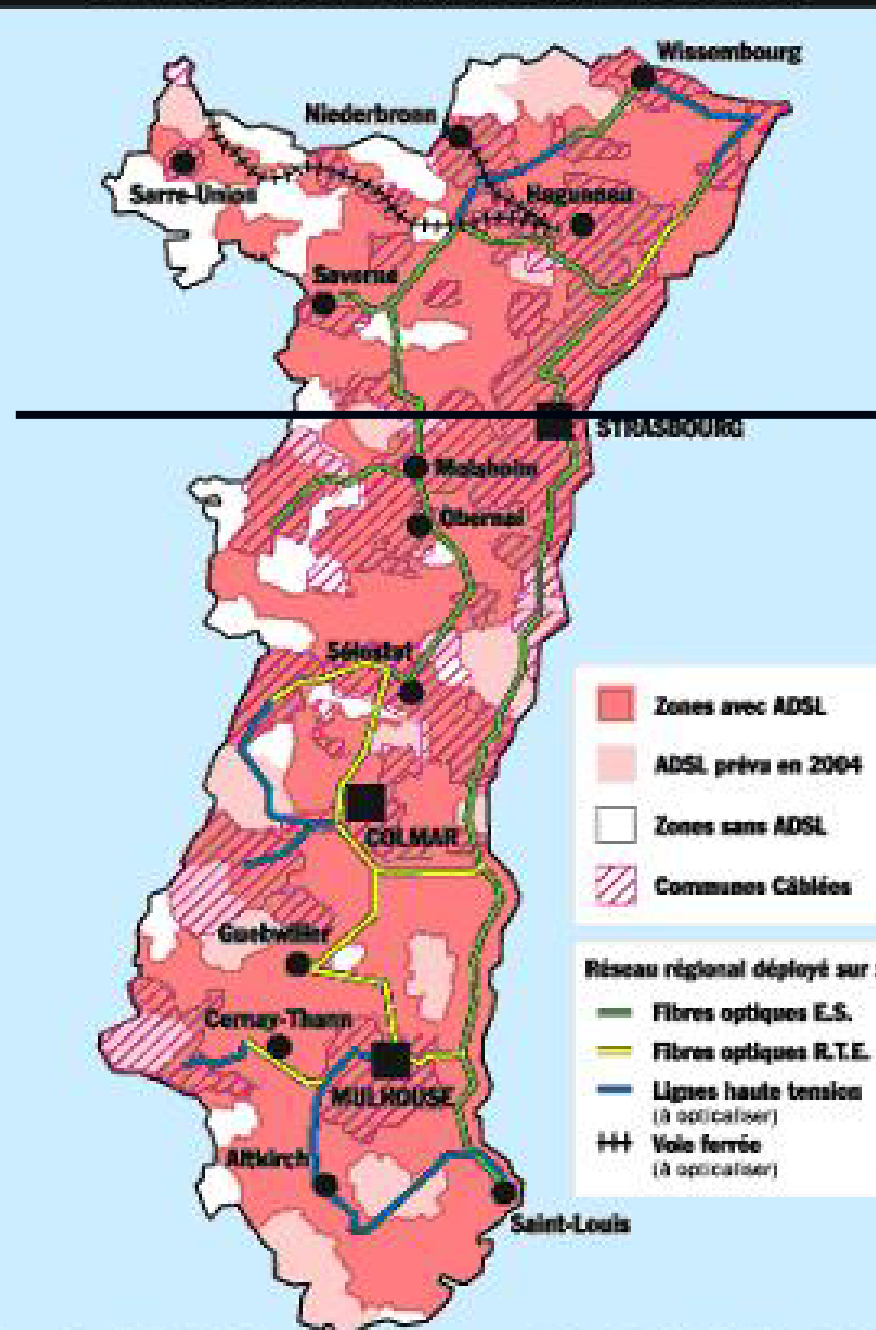 Wissembourg
Niederbronn
Sarre-Union
Haguenau
Saverne
STRASBOURG
Molsheim
Obernai
Sélestat
Zones avec ADSL
ADSL prévu en 2004
Zones sans ADSL
Communes Câblées
COLMAR
Guebwiller
Réseau régional déployé sur :
Fibres optiques E.S.
Cernay-Thann
Fibres optiques R.T.E.
MULHOUSE
Lignes haute tension
(à opticaliser)
Voie ferrée
(à opticaliser)
Altkirch
Saint-Louis